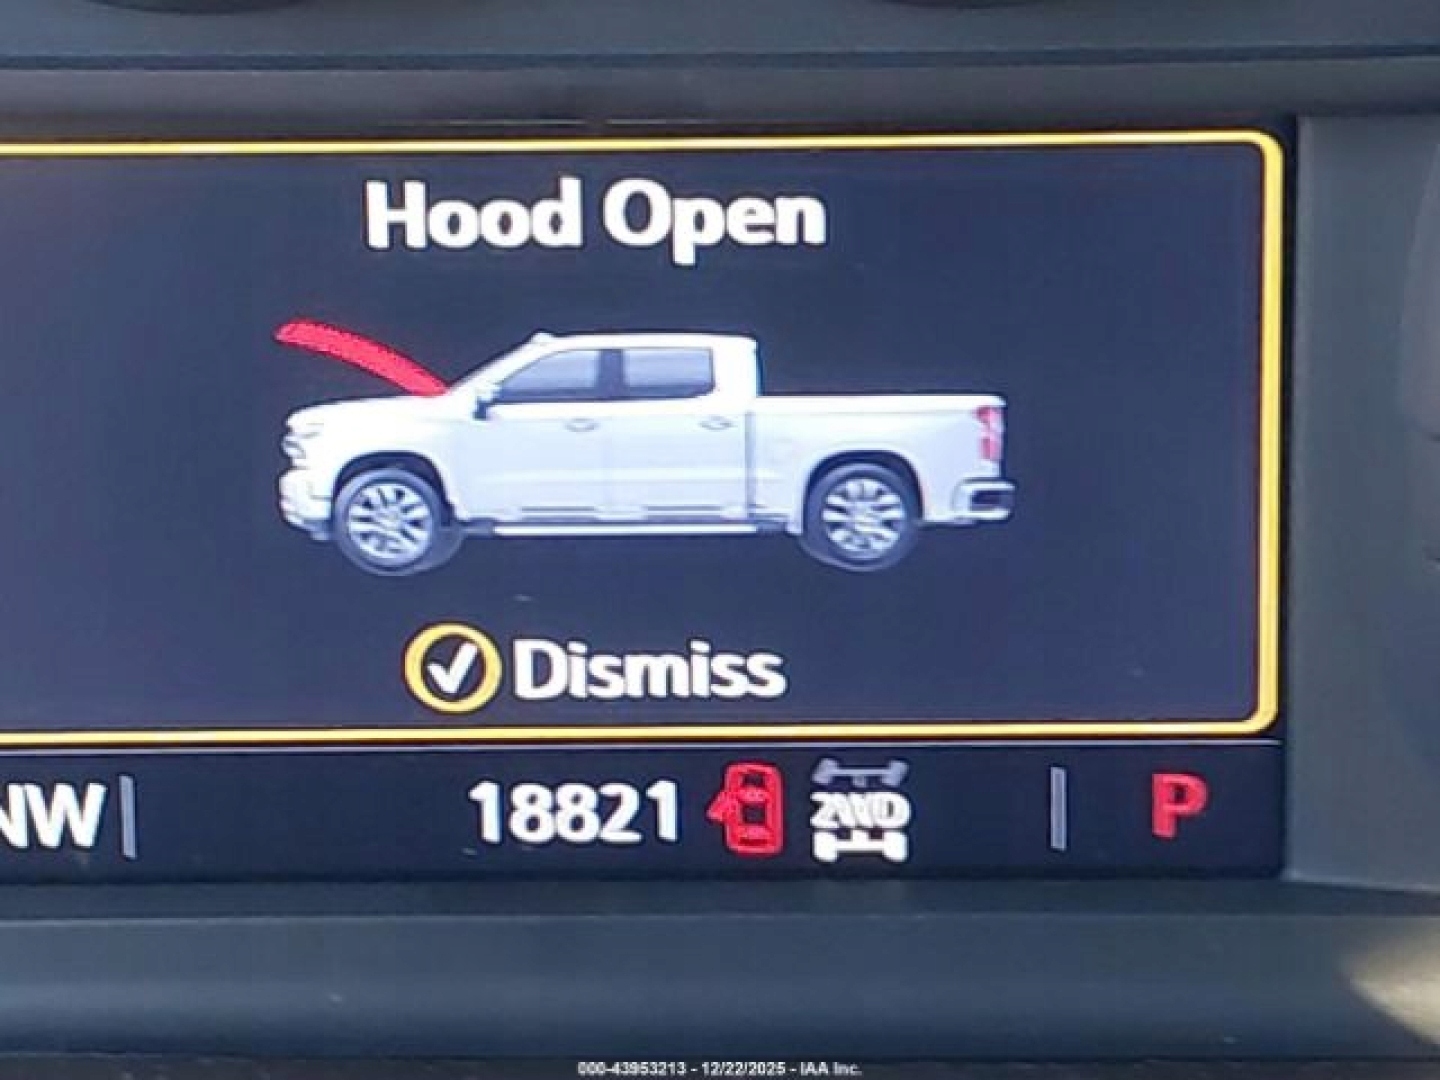 Hood Open
Dismiss
NW 18821 2WD P
000-43953213 - 12/22/2025 - IAA Inc.